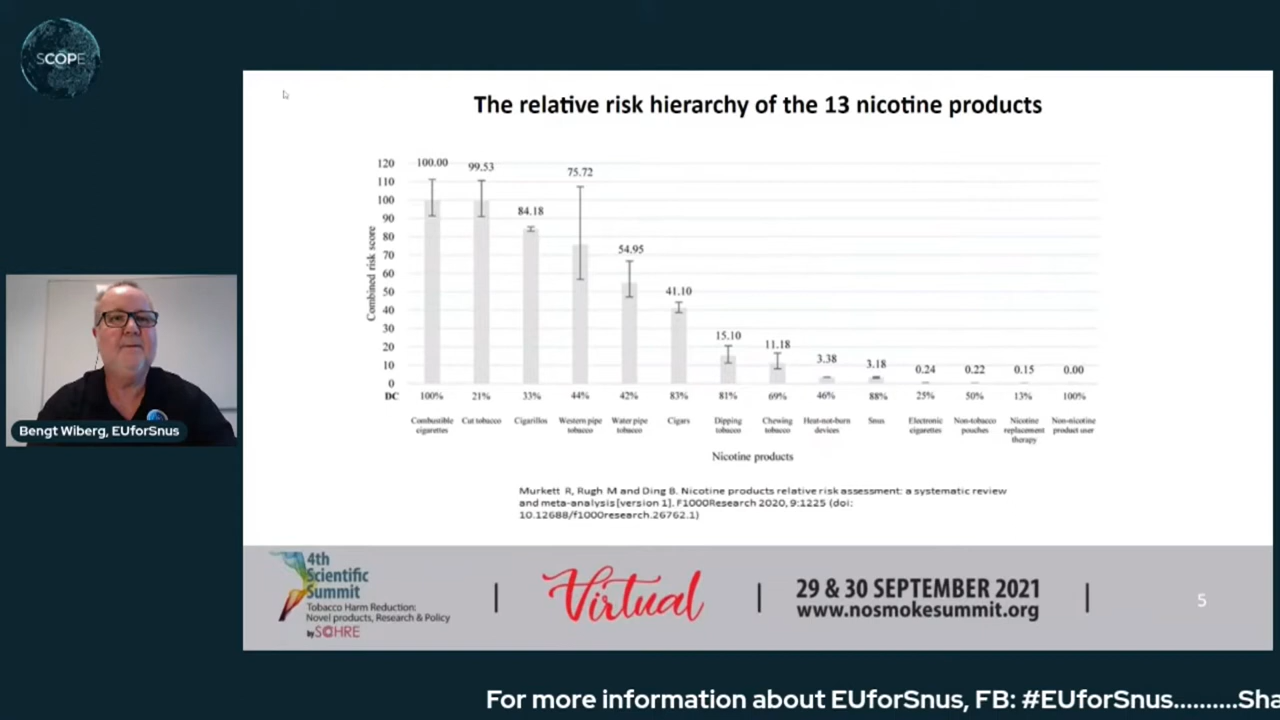 SCOPE
The relative risk hierarchy of the 13 nicotine products
Combined risk score
120
110
100
90
80
70
60
50
40
30
20
10
0
100.00
99.53
84.18
75.72
54.95
41.10
15.10
11.18
3.38
3.18
0.24
0.22
0.15
0.00
DC 100% 21% 33% 44% 42% 83% 81% 69% 46% 88% 25% 50% 13% 100%
Combustible
cigarettes
Cut tobacco
Cigarillos
Western pipe
tobacco
Water pipe
tobacco
Cigars
Dipping
tobacco
Chewing
tobacco
Heat-not-burn
devices
Snus
Electronic
cigarettes
Non-tobacco
pouches
Nicotine
replacement
therapy
Non-nicotine
product user
Nicotine products
Murkett R, Rugh M and Ding B. Nicotine products relative risk assessment: a systematic review
and meta-analysis[version 1]. F1000Research 2020, 9:1225 (doi:
10.12688/f1000research.26762.1)
Bengt Wiberg, EUforSnus
4th
Scientific
Summit
Tobacco Harm Reduction:
Novel products, Research & Policy
by SCOHRE
| Virtual |
29 & 30 SEPTEMBER 2021 |
www.nosmokesummit.org
5
For more information about EUforSnus, FB: #EUforSnus..........Sha